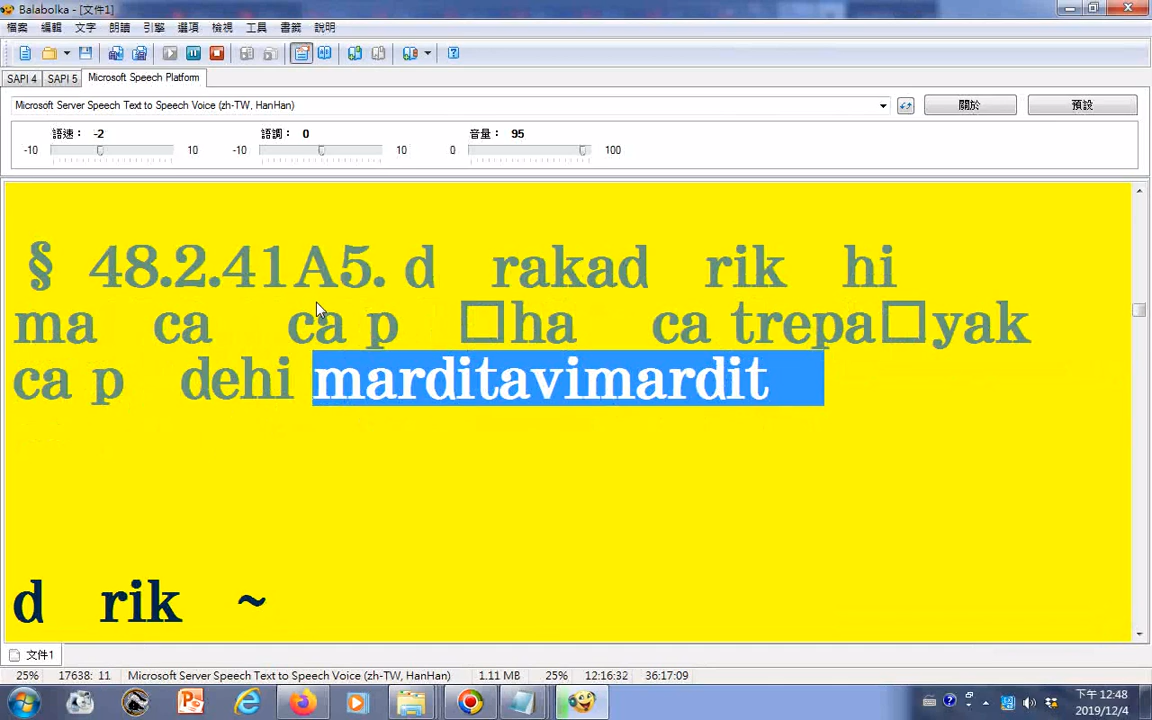 Balabolka - [文件1]
檔案 編輯 文字 朗讀 引擎 選項 檢視 工具 書籤 說明
SAPI 4 SAPI 5 Microsoft Speech Platform
Microsoft Server Speech Text to Speech Voice (zh-TW, HanHan) 關於 預設
語速： -2 語調： 0 音量： 95
-10 10 -10 10 0 100
§ 48.2.41A5. d rakad rik hi
ma ca ca p □ha ca trepa□yak
ca p dehi marditavimardit
d rik ~
文件1
25% 17638: 11 Microsoft Server Speech Text to Speech Voice (zh-TW, HanHan) 1.11 MB 25% 12:16:32 36:17:09
下午 12:48
2019/12/4